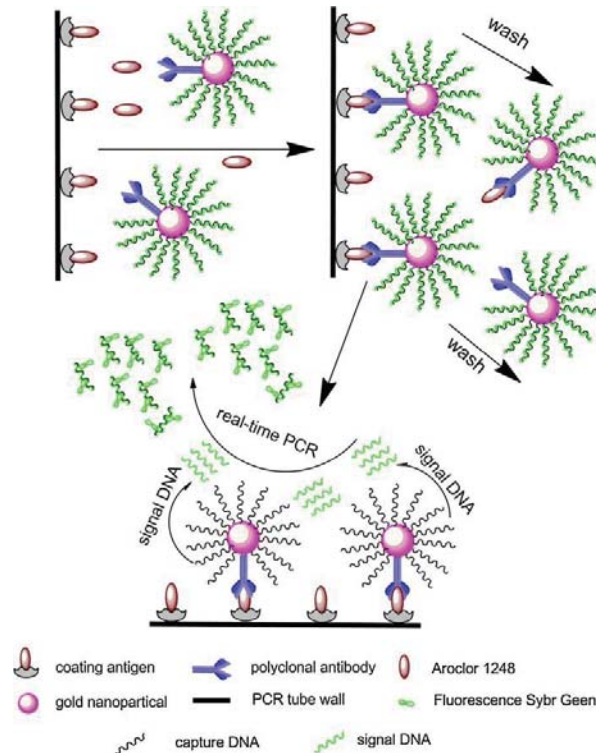 wash
wash
real-time PCR
signal DNA
signal DNA
coating antigen
polyclonal antibody
Aroclor 1248
gold nanopartical
PCR tube wall
Fluorescence Sybr Geen
capture DNA
signal DNA